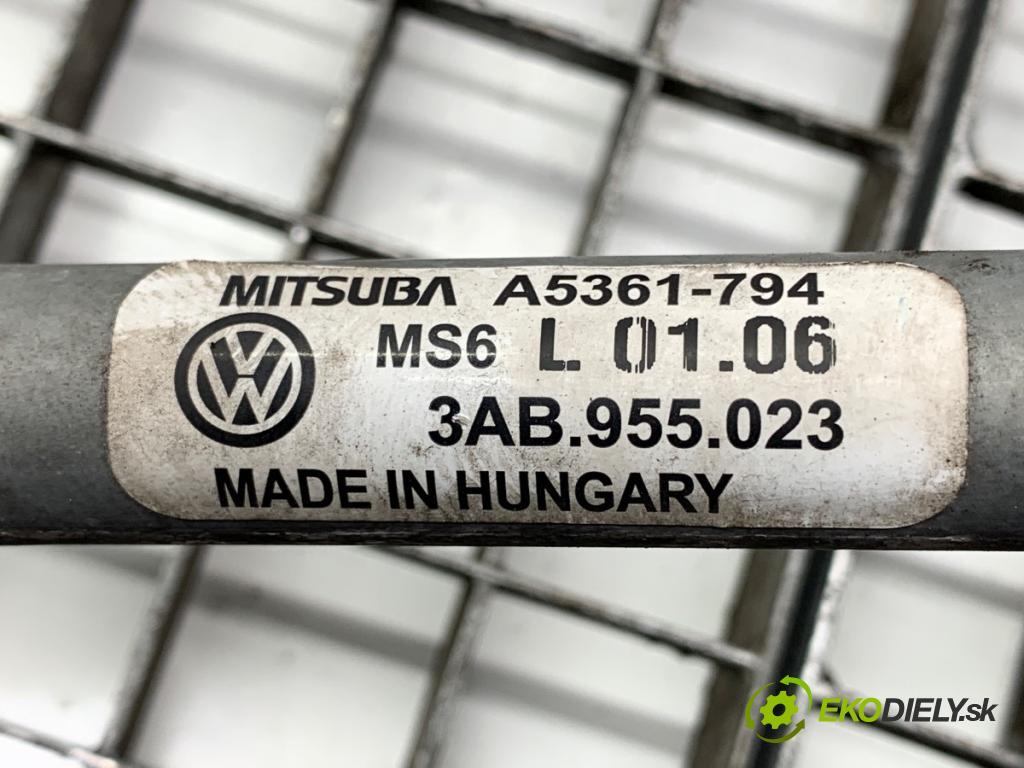 MITSUBA A5361-794
MS6 L 01.06
3AB.955.023
MADE IN HUNGARY
EKODIELY.sk